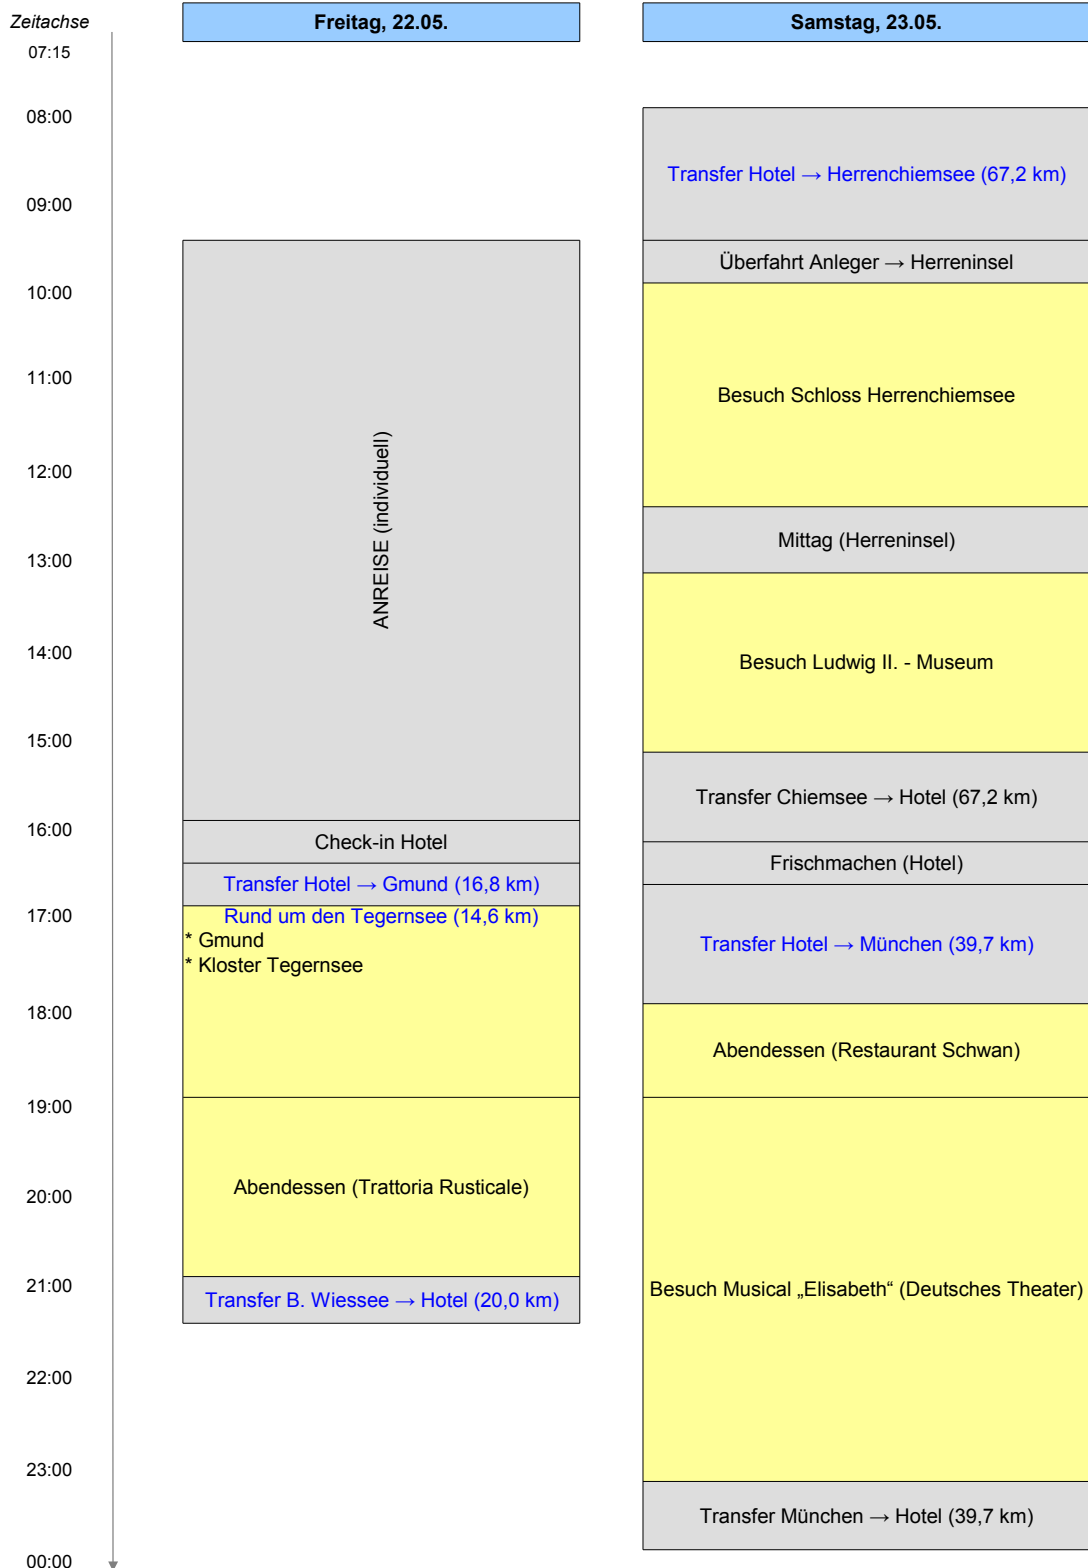 Zeitachse
Freitag, 22.05.
Samstag, 23.05.
07:15
08:00
09:00
10:00
11:00
12:00
13:00
14:00
15:00
16:00
17:00
18:00
19:00
20:00
21:00
22:00
23:00
00:00
ANREISE (individuell)
Check-in Hotel
Transfer Hotel → Gmund (16,8 km)
Rund um den Tegernsee (14,6 km)
* Gmund
* Kloster Tegernsee
Abendessen (Trattoria Rusticale)
Transfer B. Wiessee → Hotel (20,0 km)
Transfer Hotel → Herrenchiemsee (67,2 km)
Überfahrt Anleger → Herreninsel
Besuch Schloss Herrenchiemsee
Mittag (Herreninsel)
Besuch Ludwig II. - Museum
Transfer Chiemsee → Hotel (67,2 km)
Frischmachen (Hotel)
Transfer Hotel → München (39,7 km)
Abendessen (Restaurant Schwan)
Besuch Musical „Elisabeth“ (Deutsches Theater)
Transfer München → Hotel (39,7 km)